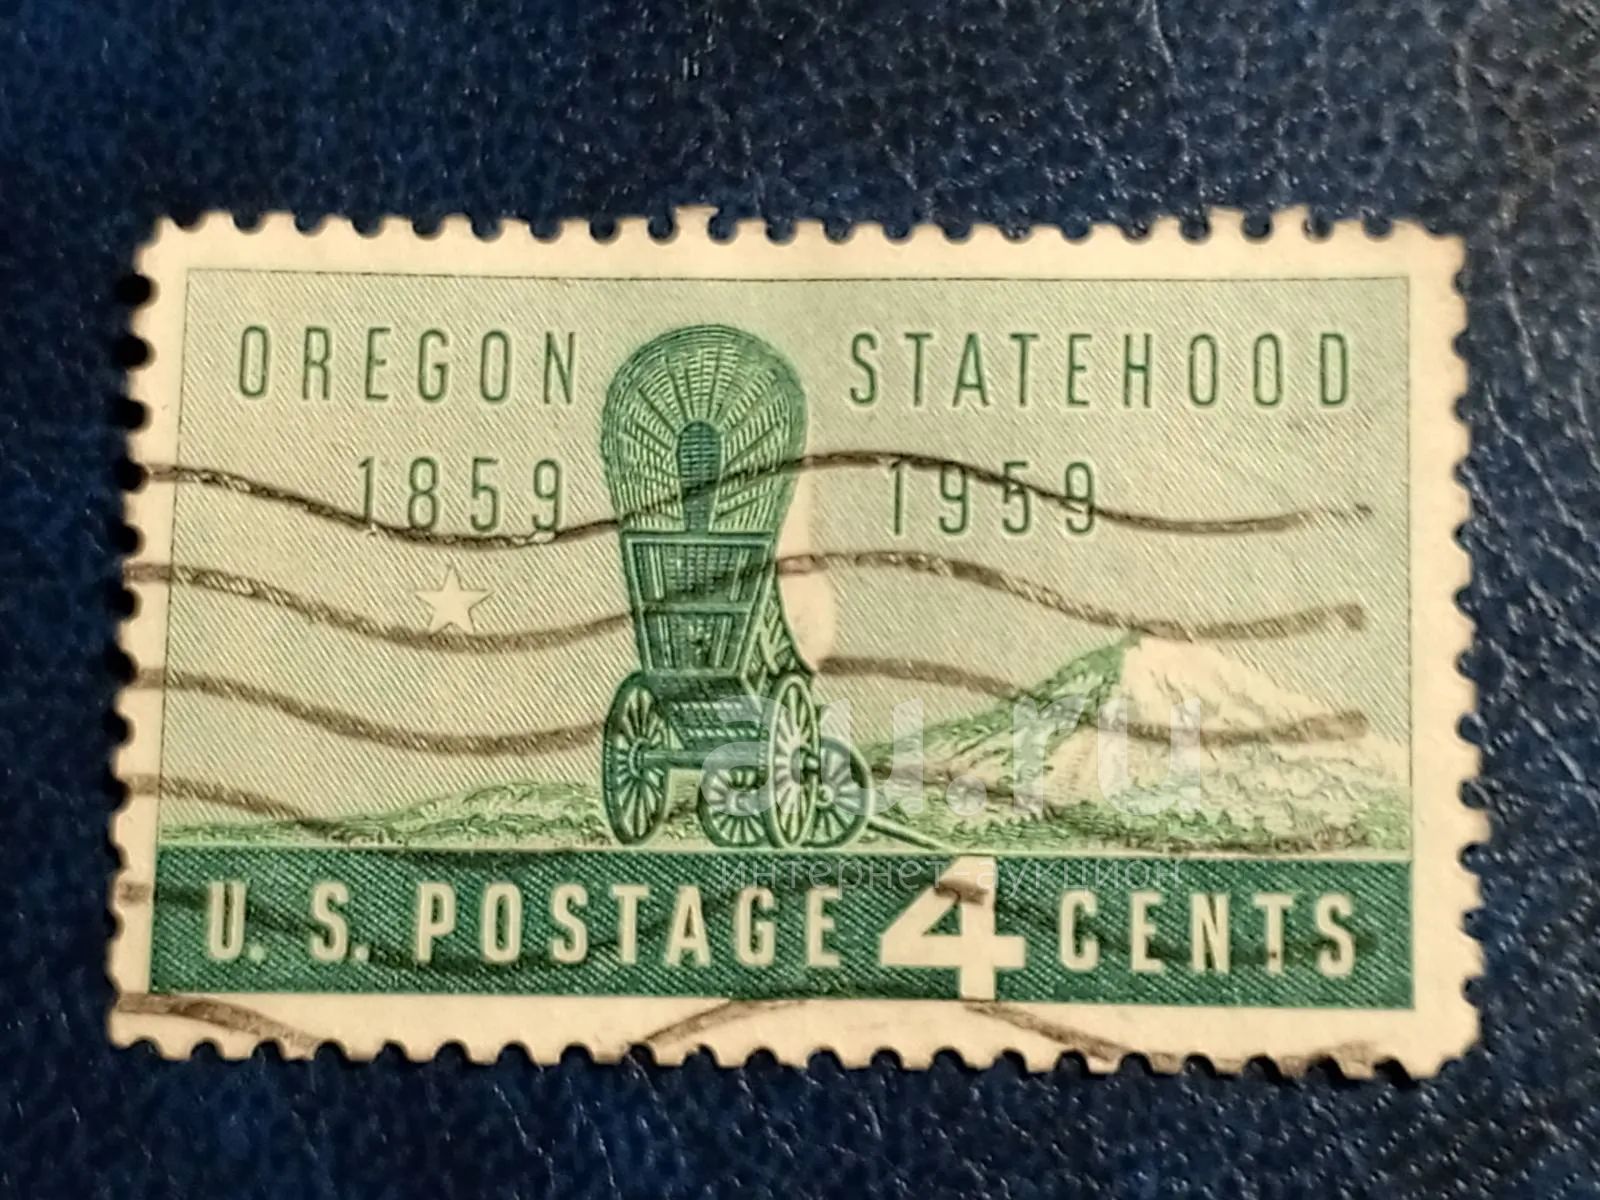 OREGON STATEHOOD
1859 1959
au.ru
интернет-аукцион
U. S. POSTAGE 4 CENTS